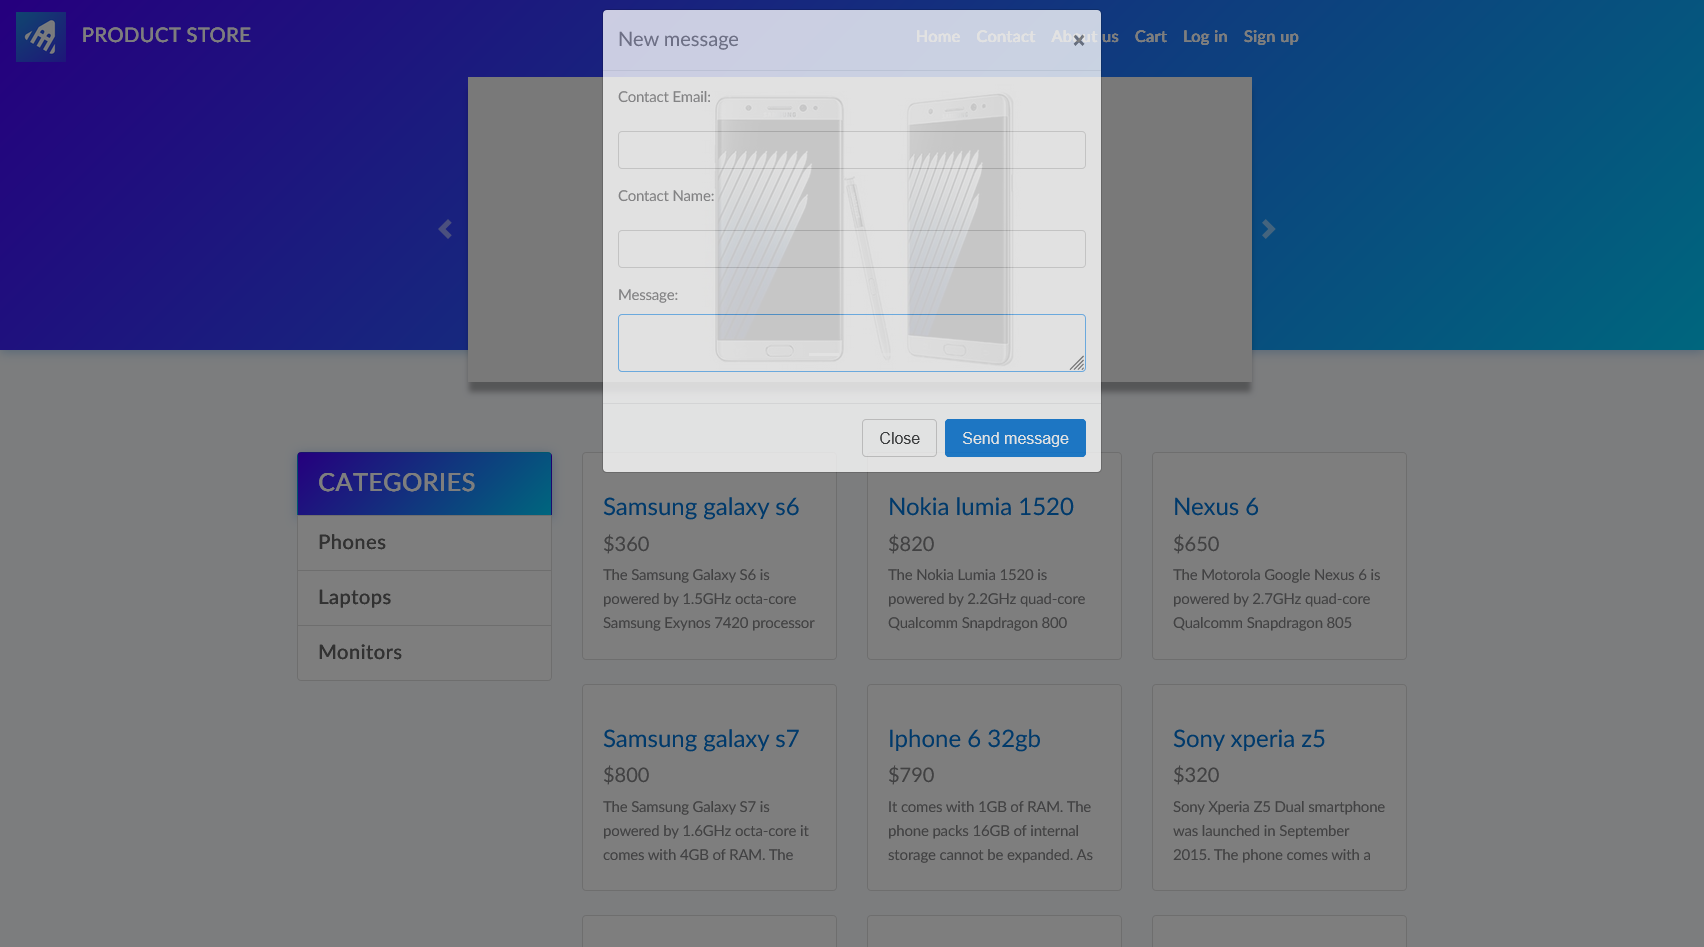 PRODUCT STORE
Home Contact About us Cart Log in Sign up
New message
×
Contact Email:
Contact Name:
Message:
Close
Send message
CATEGORIES
Phones
Laptops
Monitors
Samsung galaxy s6
$360
The Samsung Galaxy S6 is
powered by 1.5GHz octa-core
Samsung Exynos 7420 processor
Nokia lumia 1520
$820
The Nokia Lumia 1520 is
powered by 2.2GHz quad-core
Qualcomm Snapdragon 800
Nexus 6
$650
The Motorola Google Nexus 6 is
powered by 2.7GHz quad-core
Qualcomm Snapdragon 805
Samsung galaxy s7
$800
The Samsung Galaxy S7 is
powered by 1.6GHz octa-core it
comes with 4GB of RAM. The
Iphone 6 32gb
$790
It comes with 1GB of RAM. The
phone packs 16GB of internal
storage cannot be expanded. As
Sony xperia z5
$320
Sony Xperia Z5 Dual smartphone
was launched in September
2015. The phone comes with a